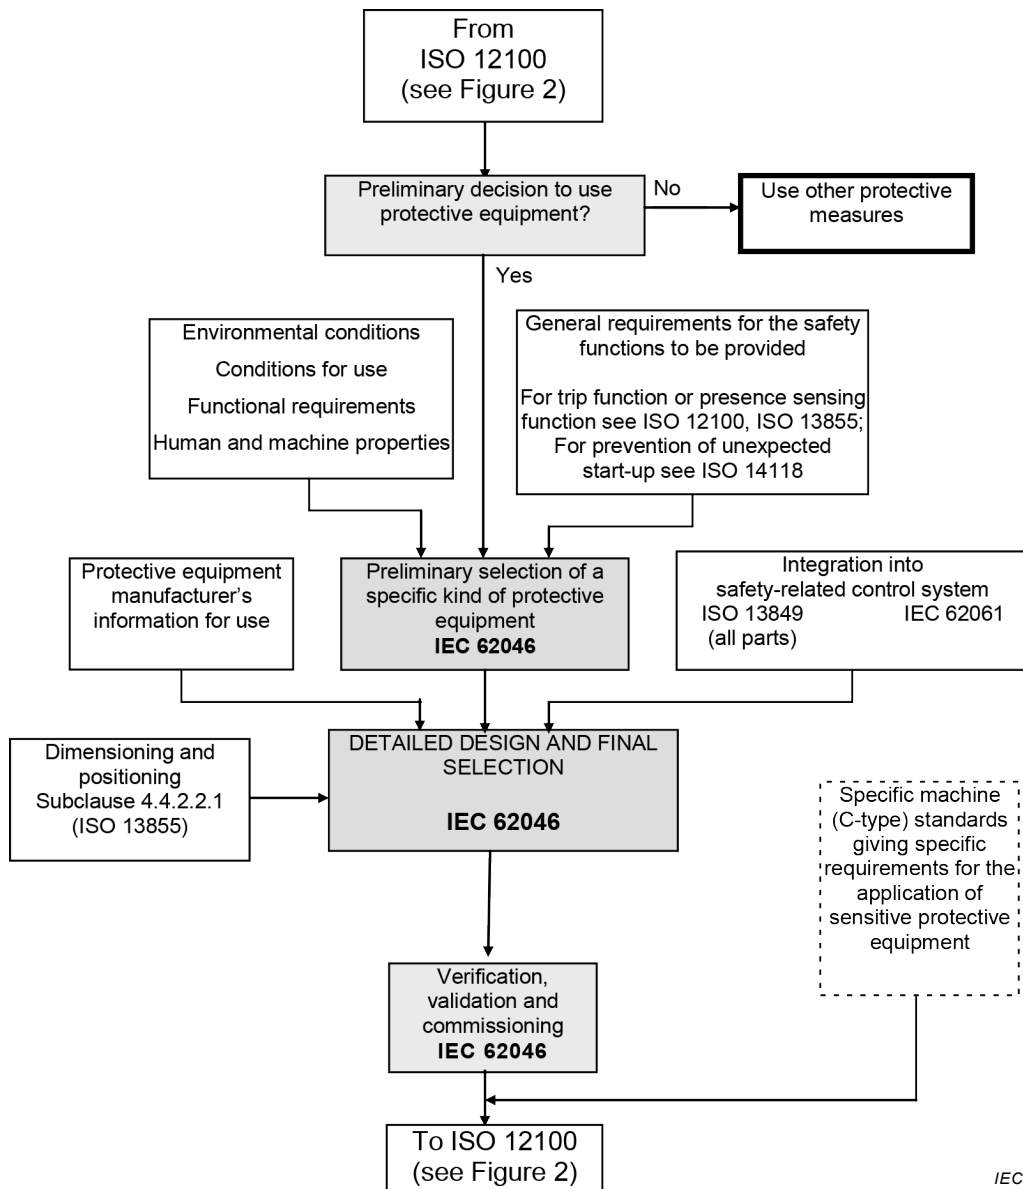 From
ISO 12100
(see Figure 2)
Preliminary decision to use
protective equipment?
No
Use other protective
measures
Yes
Environmental conditions
Conditions for use
Functional requirements
Human and machine properties
General requirements for the safety
functions to be provided
For trip function or presence sensing
function see ISO 12100, ISO 13855;
For prevention of unexpected
start-up see ISO 14118
Protective equipment
manufacturer's
information for use
Preliminary selection of a
specific kind of protective
equipment
IEC 62046
Integration into
safety-related control system
ISO 13849 IEC 62061
(all parts)
Dimensioning and
positioning
Subclause 4.4.2.2.1
(ISO 13855)
DETAILED DESIGN AND FINAL
SELECTION
IEC 62046
Specific machine
(C-type) standards
giving specific
requirements for the
application of
sensitive protective
equipment
Verification,
validation and
commissioning
IEC 62046
To ISO 12100
(see Figure 2)
IEC